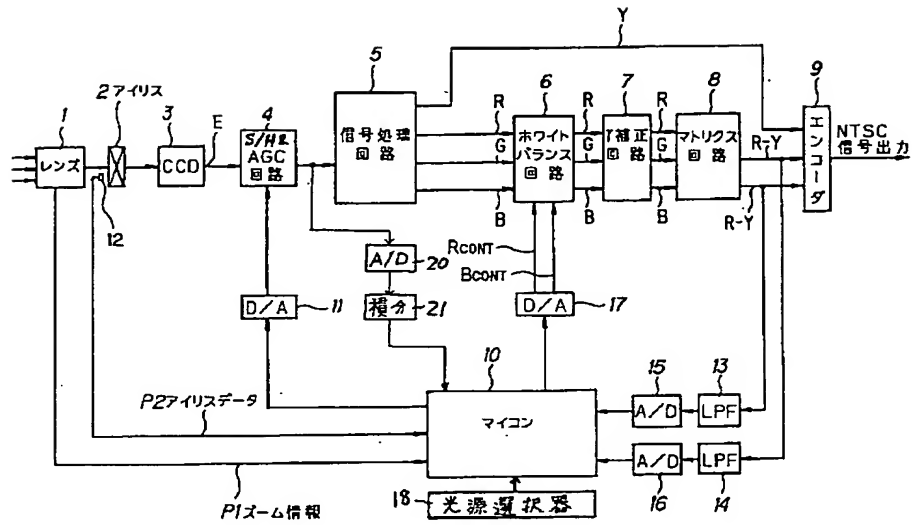 Y
5
信号処理
回路
2アイリス
1
レンズ
3
CCD
E
4
S/H&
AGC
回路
12
R
G
B
6
ホワイト
バランス
回路
R
G
B
7
γ補正
回路
R
G
B
8
マトリクス
回路
R-Y
R-Y
9
エンコーダ
NTSC
信号出力
A/D
20
積分
21
RCONT
BCONT
D/A
11
D/A
17
10
マイコン
15
A/D
13
LPF
A/D
16
LPF
14
P2アイリスデータ
P1ズーム情報
18
光源選択器